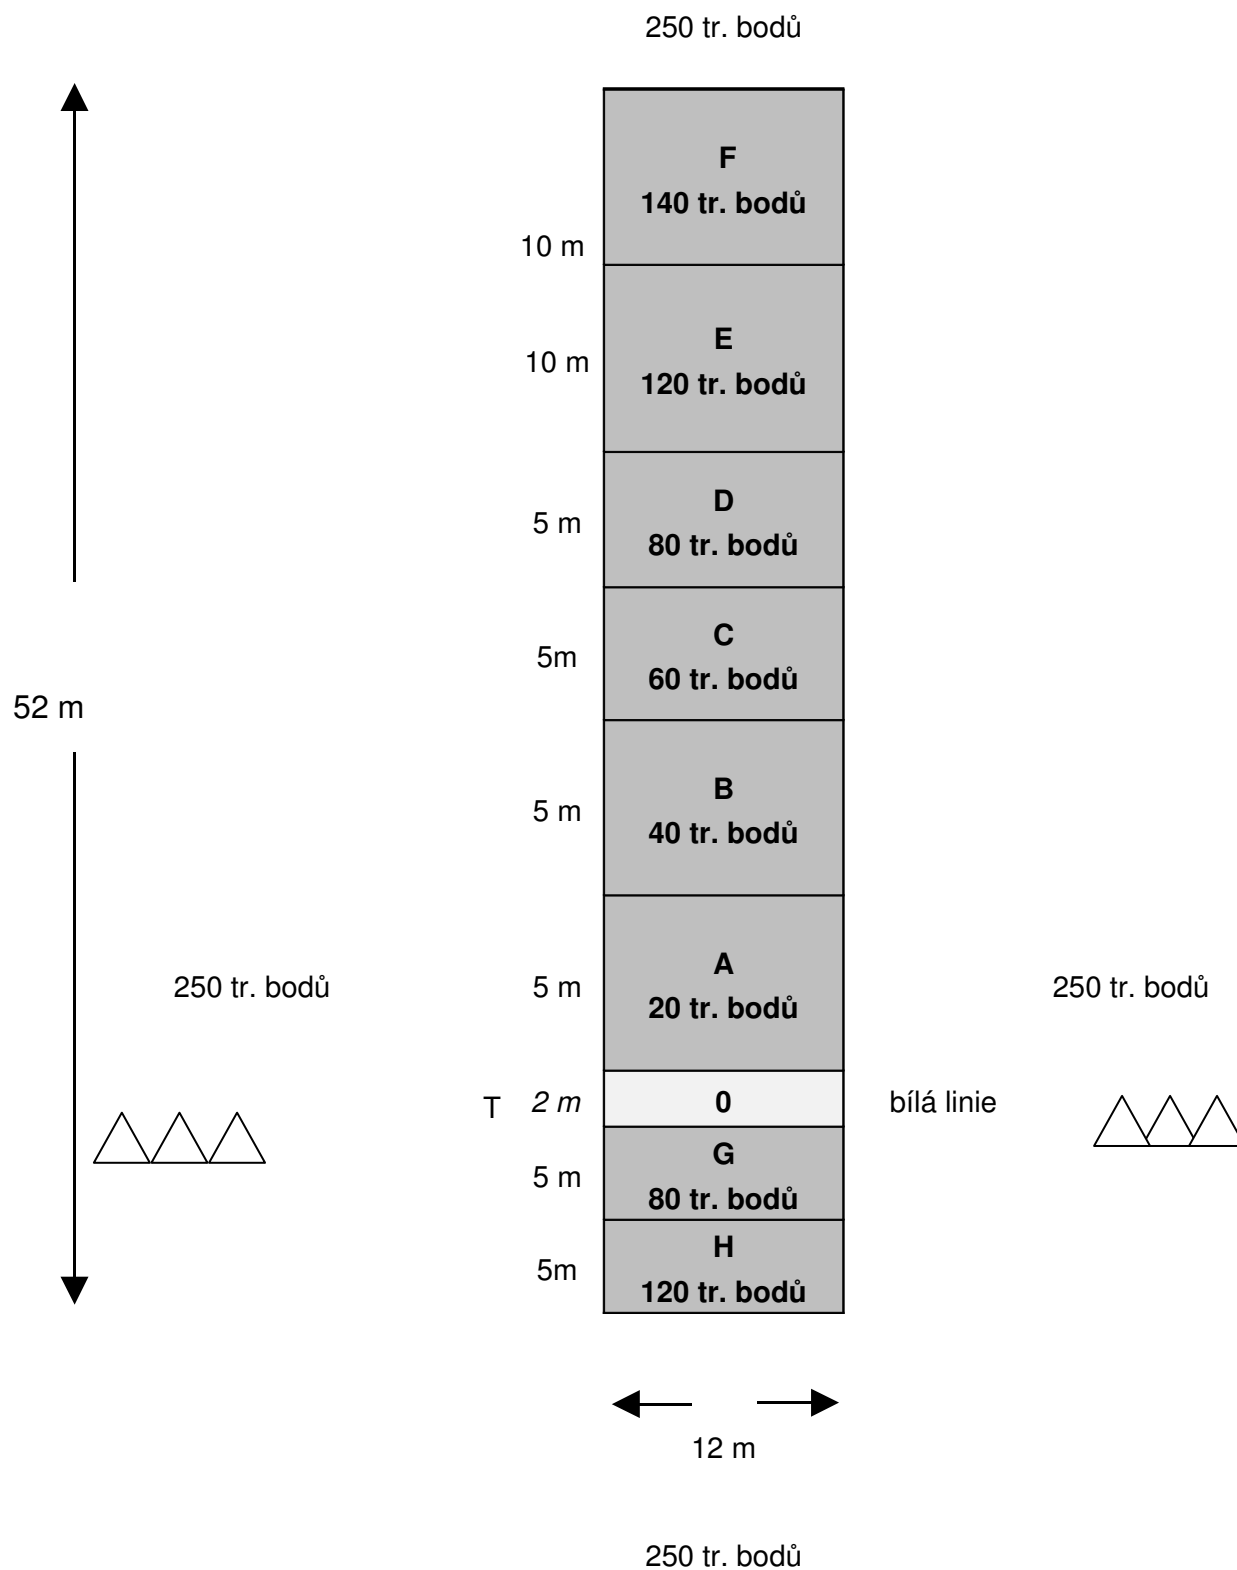 250 tr. bodů
F
140 tr. bodů
10 m
E
10 m
120 tr. bodů
D
5 m
80 tr. bodů
C
5m
60 tr. bodů
52 m
B
5 m
40 tr. bodů
A
250 tr. bodů
5 m
250 tr. bodů
20 tr. bodů
T 2 m 0 bílá linie
G
5 m
80 tr. bodů
H
5m
120 tr. bodů
12 m
250 tr. bodů